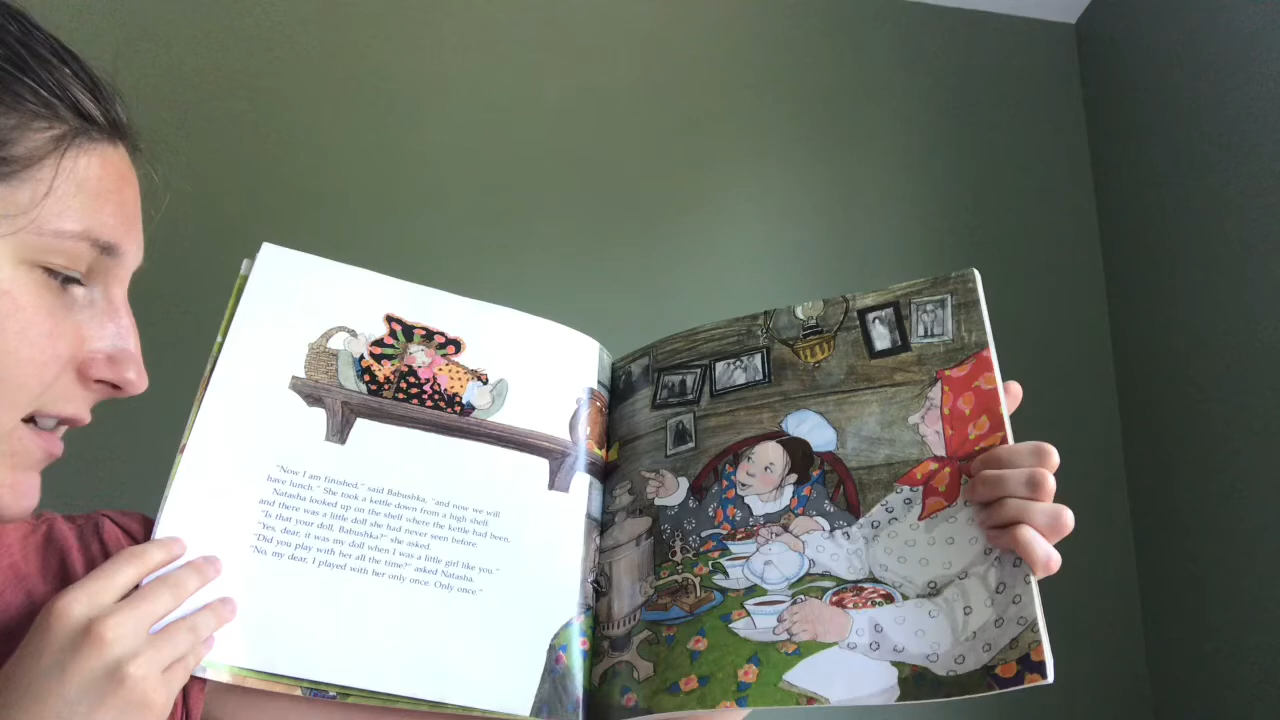 "Now I am finished," said Babushka, "and now we will
have lunch." She took a kettle down from a high shelf.
Natasha looked up on the shelf where the kettle had been,
and there was a little doll she had never seen before.
"Is that your doll, Babushka?" she asked.
"Yes, dear, it was my doll when I was a little girl like you."
"Did you play with her all the time?" asked Natasha.
"No, my dear, I played with her only once. Only once."